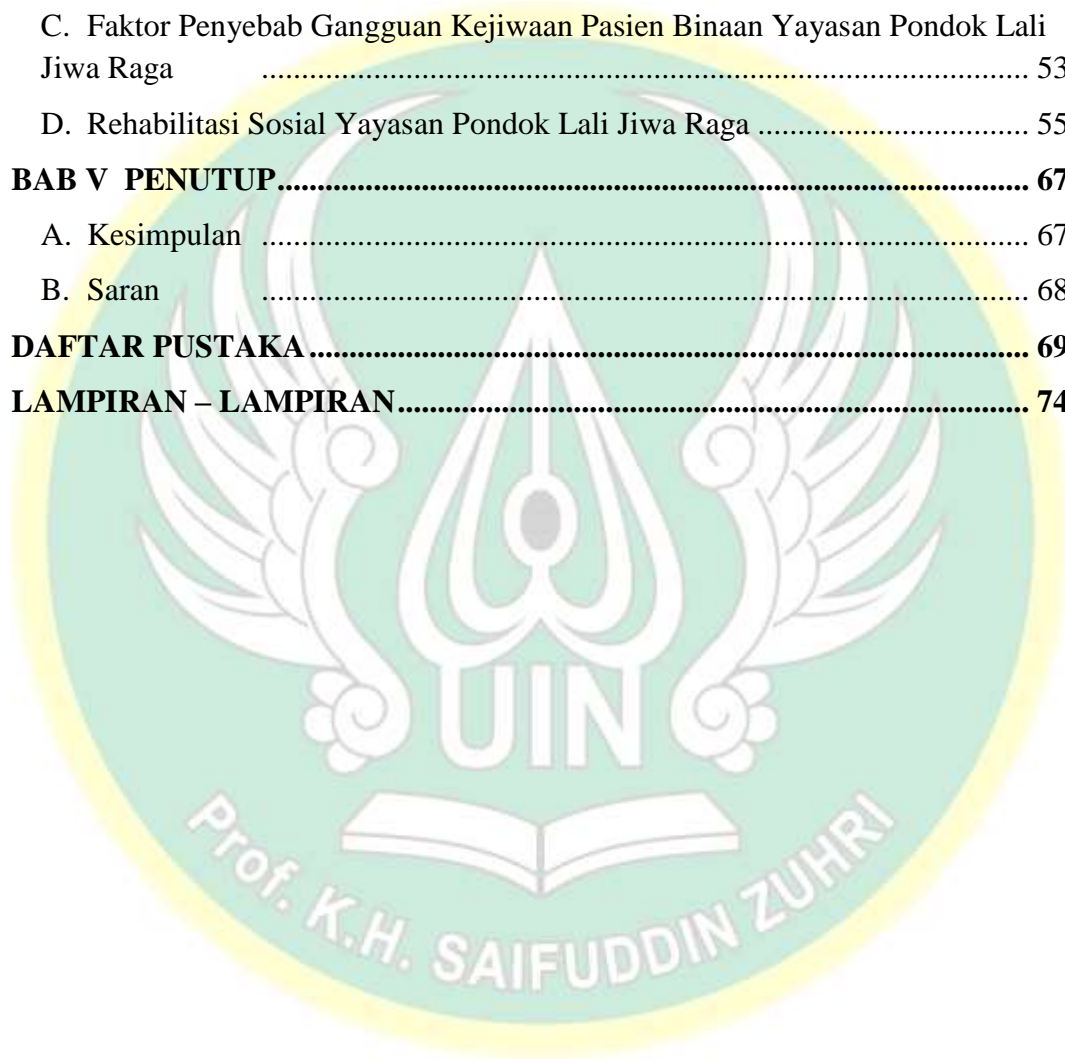 C. Faktor Penyebab Gangguan Kejiwaan Pasien Binaan Yayasan Pondok Lali
Jiwa Raga ................................................................................................ 53
D. Rehabilitasi Sosial Yayasan Pondok Lali Jiwa Raga .................................. 55
BAB V PENUTUP.............................................................................................. 67
A. Kesimpulan ................................................................................................ 67
B. Saran ................................................................................................ 68
DAFTAR PUSTAKA.......................................................................................... 69
LAMPIRAN – LAMPIRAN............................................................................... 74
UIN
Prof. K.H. SAIFUDDIN ZUHRI